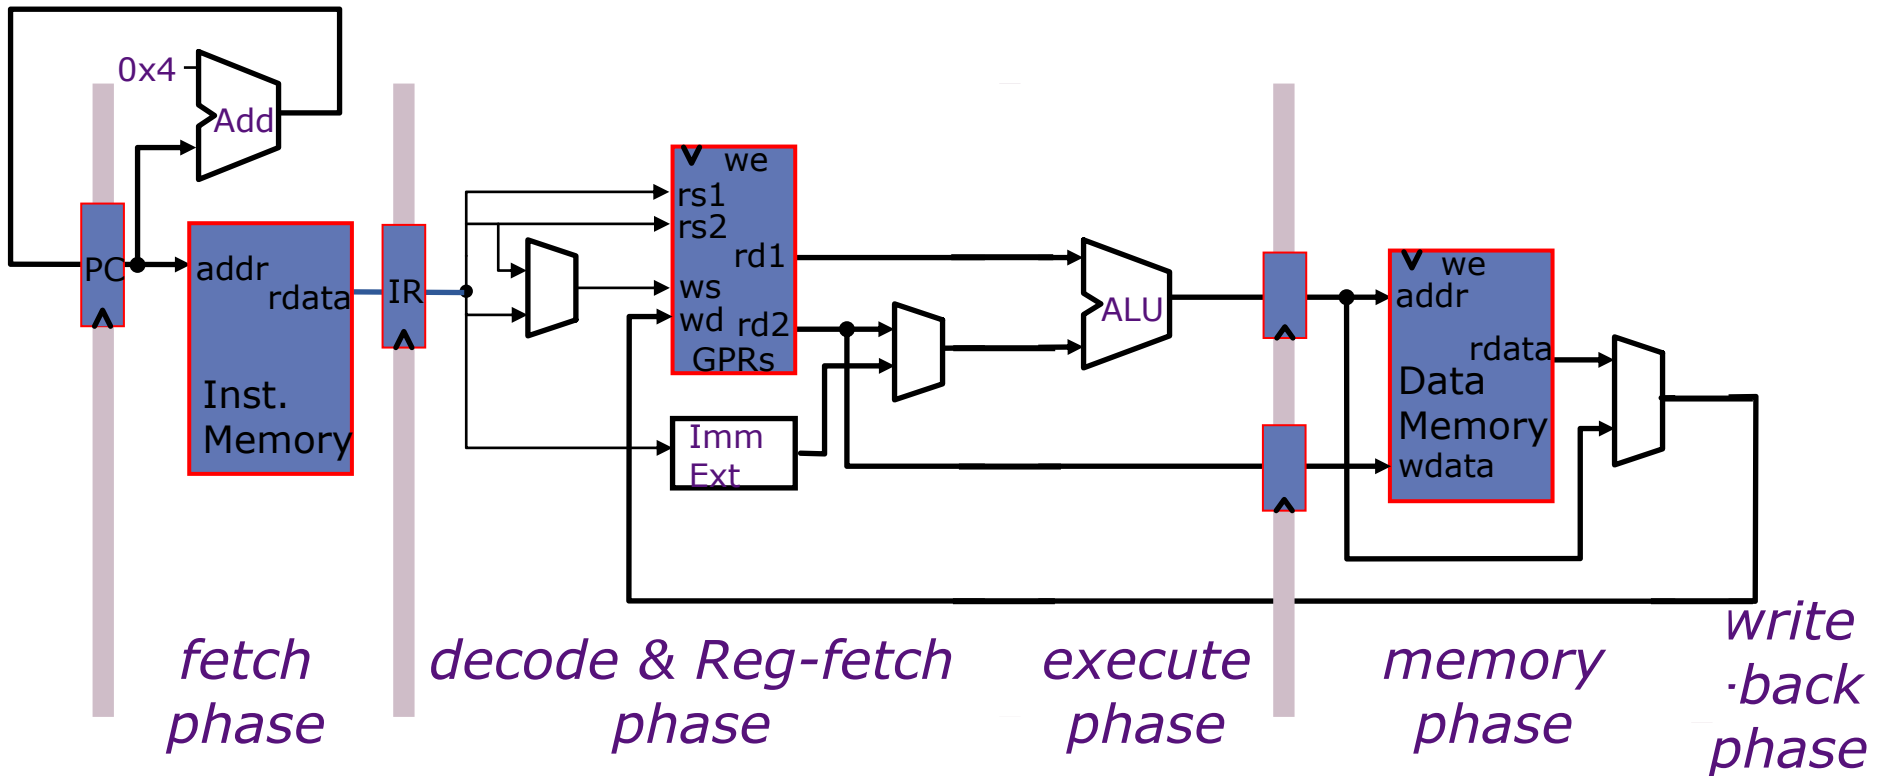 0x4
Add
PC
addr
rdata
Inst.
Memory
IR
we
rs1
rs2
rd1
ws
wd
rd2
GPRs
Imm
Ext
ALU
we
addr
rdata
Data
Memory
wdata
fetch
phase
decode & Reg-fetch
phase
execute
phase
memory
phase
write
-back
phase